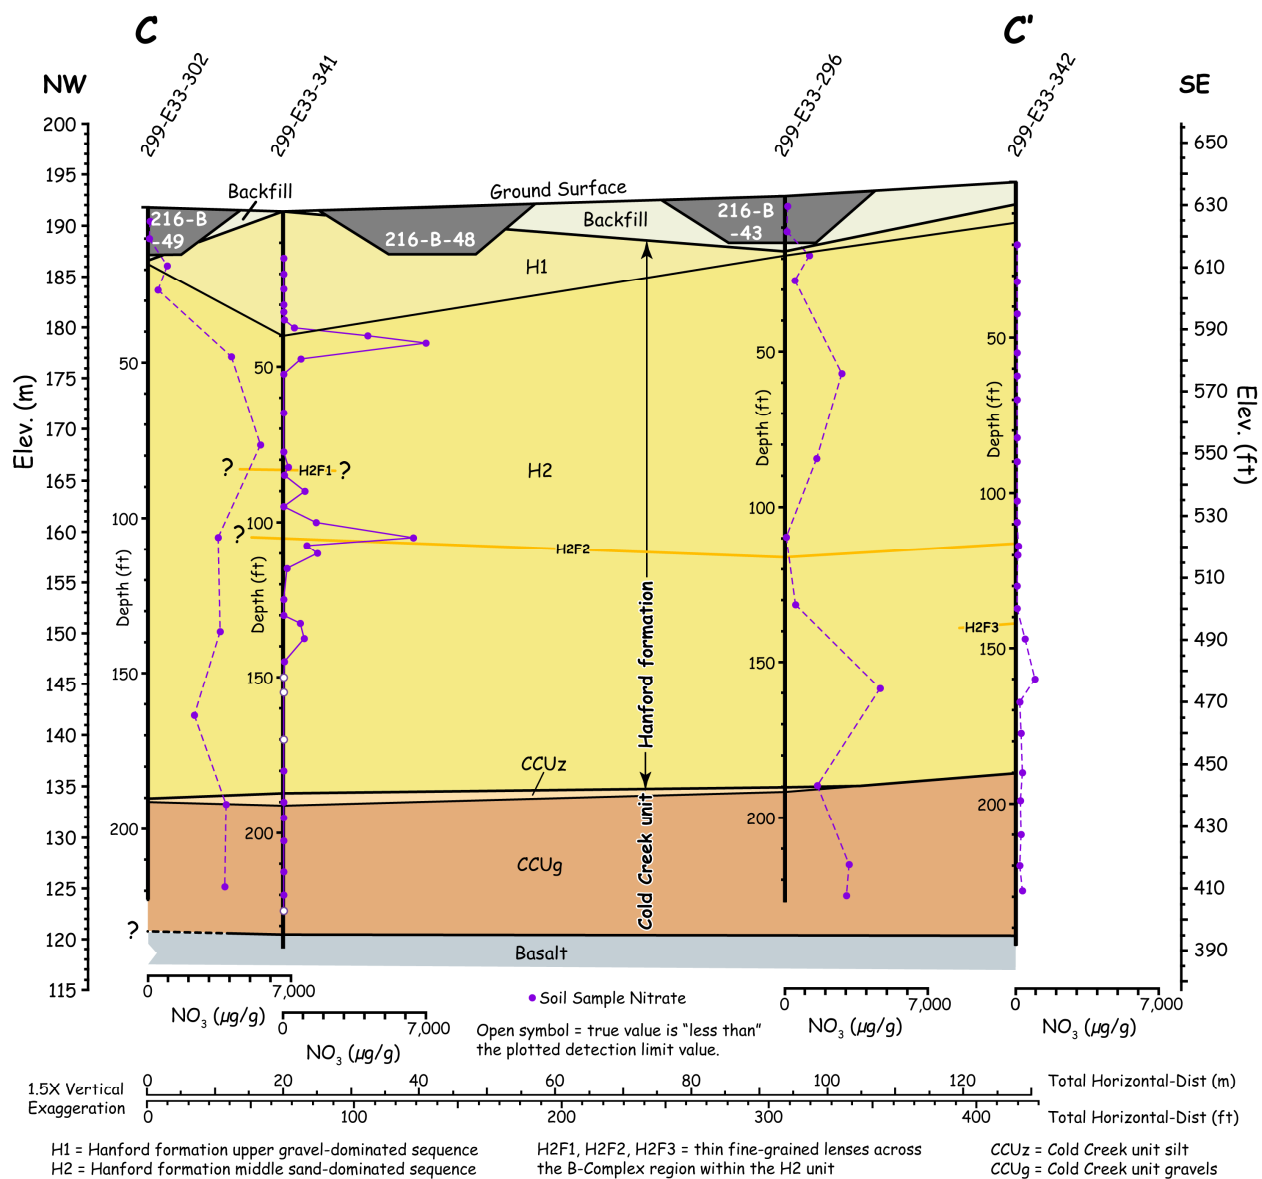 C
C'
NW
SE
299-E33-302
299-E33-341
299-E33-296
299-E33-342
200
195
190
185
180
175
170
165
160
155
150
145
140
135
130
125
120
115
Elev. (m)
650
630
610
590
570
550
530
510
490
470
450
430
410
390
Elev. (ft)
Backfill
Ground Surface
Backfill
216-B
-49
216-B-48
216-B
-43
H1
H2
? H2F1 ?
? H2F2
H2F3
50
100
150
200
Depth (ft)
50
100
150
200
Depth (ft)
50
100
150
200
Depth (ft)
50
100
150
200
Depth (ft)
Hanford formation
Cold Creek unit
CCUz
CCUg
?
Basalt
0 7,000
NO3 (µg/g)
0 7,000
NO3 (µg/g)
0 7,000
NO3 (µg/g)
0 7,000
NO3 (µg/g)
Soil Sample Nitrate
Open symbol = true value is “less than”
the plotted detection limit value.
1.5X Vertical
Exaggeration
0 20 40 60 80 100 120 Total Horizontal-Dist (m)
0 100 200 300 400 Total Horizontal-Dist (ft)
H1 = Hanford formation upper gravel-dominated sequence
H2 = Hanford formation middle sand-dominated sequence
H2F1, H2F2, H2F3 = thin fine-grained lenses across
the B-Complex region within the H2 unit
CCUz = Cold Creek unit silt
CCUg = Cold Creek unit gravels